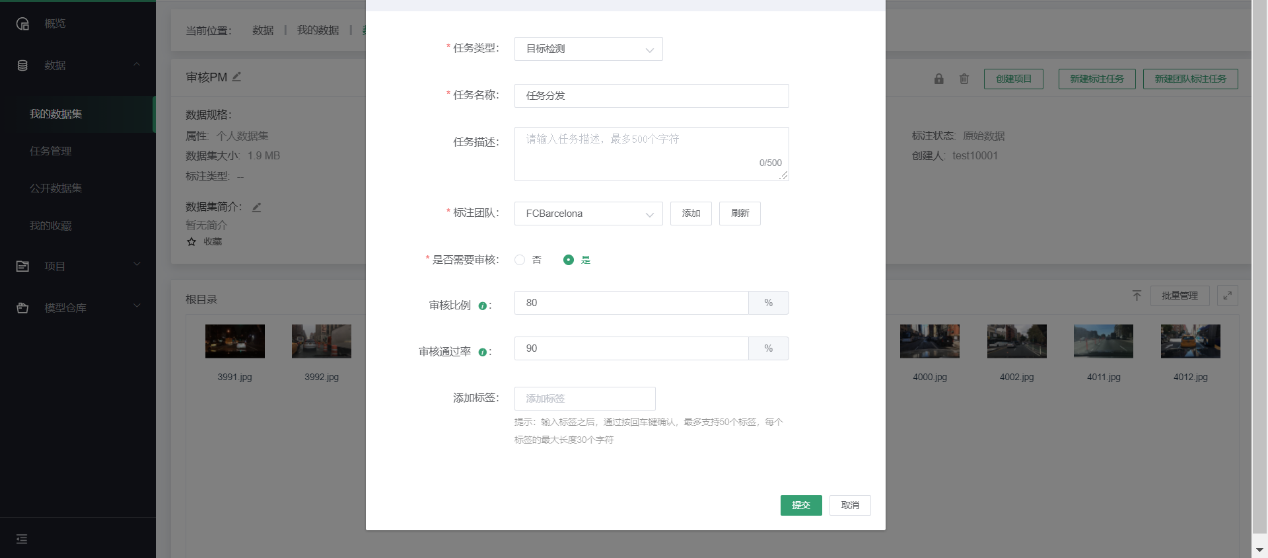 概览
数据
我的数据集
任务管理
公开数据集
我的收藏
项目
模型仓库
当前位置： 数据 | 我的数据 |
审核PM
创建项目 新建标注任务 新建团队标注任务
数据规格：
属性: 个人数据集
数据集大小: 1.9 MB
标注类型: --
数据集简介：
暂无简介
收藏
标注状态: 原始数据
创建人: test10001
根目录
批量管理
3991.jpg 3992.jpg 4000.jpg 4002.jpg 4011.jpg 4012.jpg
* 任务类型： 目标检测
* 任务名称： 任务分发
任务描述： 请输入任务描述，最多500个字符
0/500
* 标注团队： FCBarcelona 添加 刷新
* 是否需要审核： 否 是
审核比例 ： 80 %
审核通过率 ： 90 %
添加标签： 添加标签
提示：输入标签之后，通过按回车键确认，最多支持50个标签，每个
标签的最大长度30个字符
提交 取消